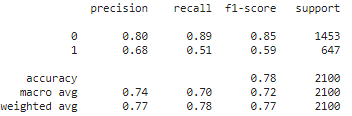 precision recall f1-score support
0 0.80 0.89 0.85 1453
1 0.68 0.51 0.59 647
accuracy 0.78 2100
macro avg 0.74 0.70 0.72 2100
weighted avg 0.77 0.78 0.77 2100